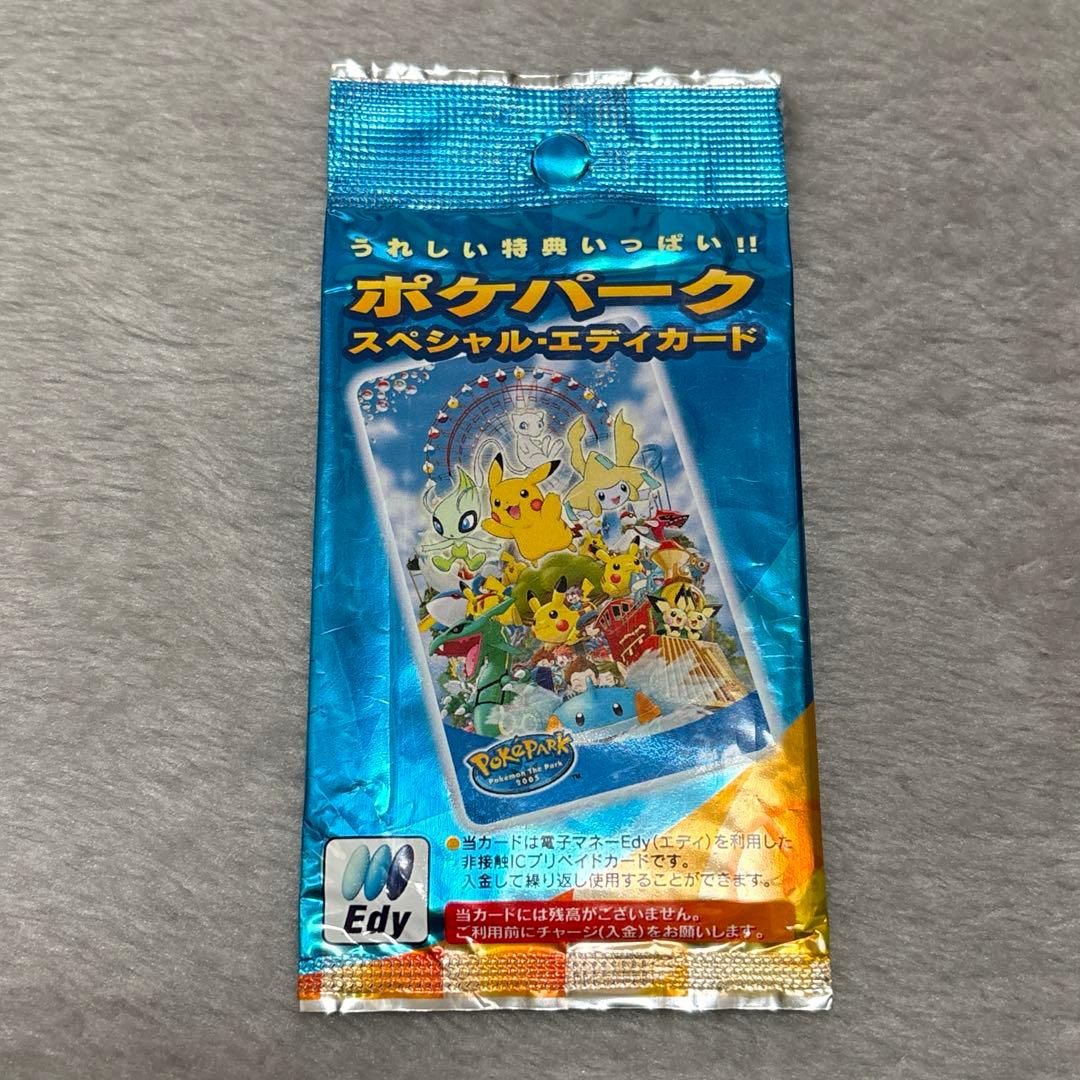 うれしい特典いっぱい!!
ポケパーク
スペシャル・エディカード
POKÉPARK
Pokémon The Park
2005
TM
●当カードは電子マネーEdy(エディ)を利用した
非接触ICプリペイドカードです。
入金して繰り返し使用することができます。
Edy
当カードには残高がございません。
ご利用前にチャージ(入金)をお願いします。